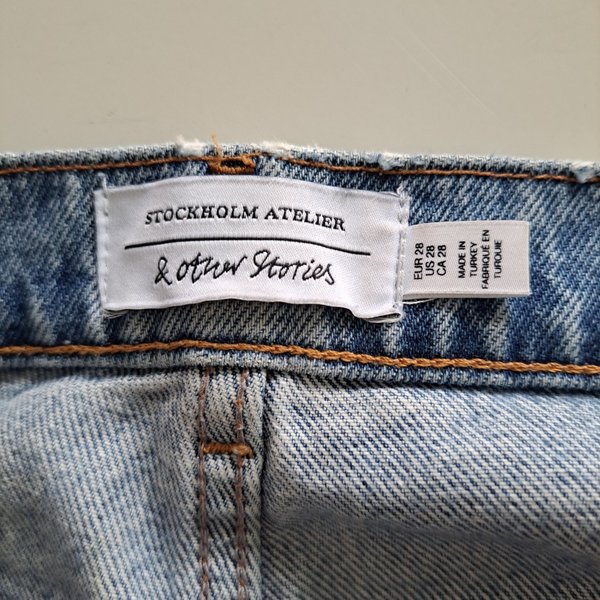 STOCKHOLM ATELIER
& other Stories
EUR 28
US 28
CA 28
MADE IN
TURKEY
FABRIQUÉ EN
TURQUIE